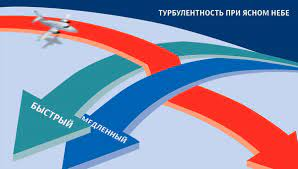 ТУРБУЛЕНТНОСТЬ ПРИ ЯСНОМ НЕБЕ
БЫСТРЫЙ
МЕДЛЕННЫЙ